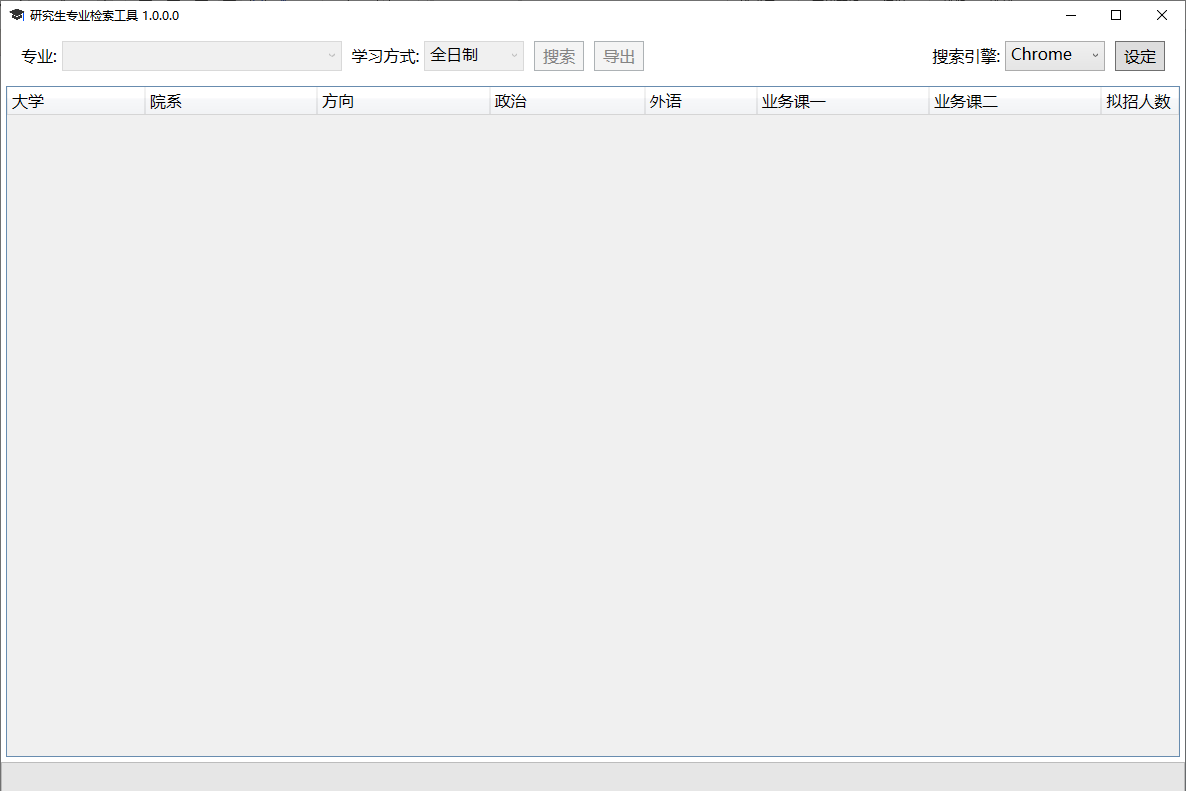 研究生专业检索工具 1.0.0.0
专业: 学习方式: 全日制 搜索 导出 搜索引擎: Chrome 设定
大学 院系 方向 政治 外语 业务课一 业务课二 拟招人数